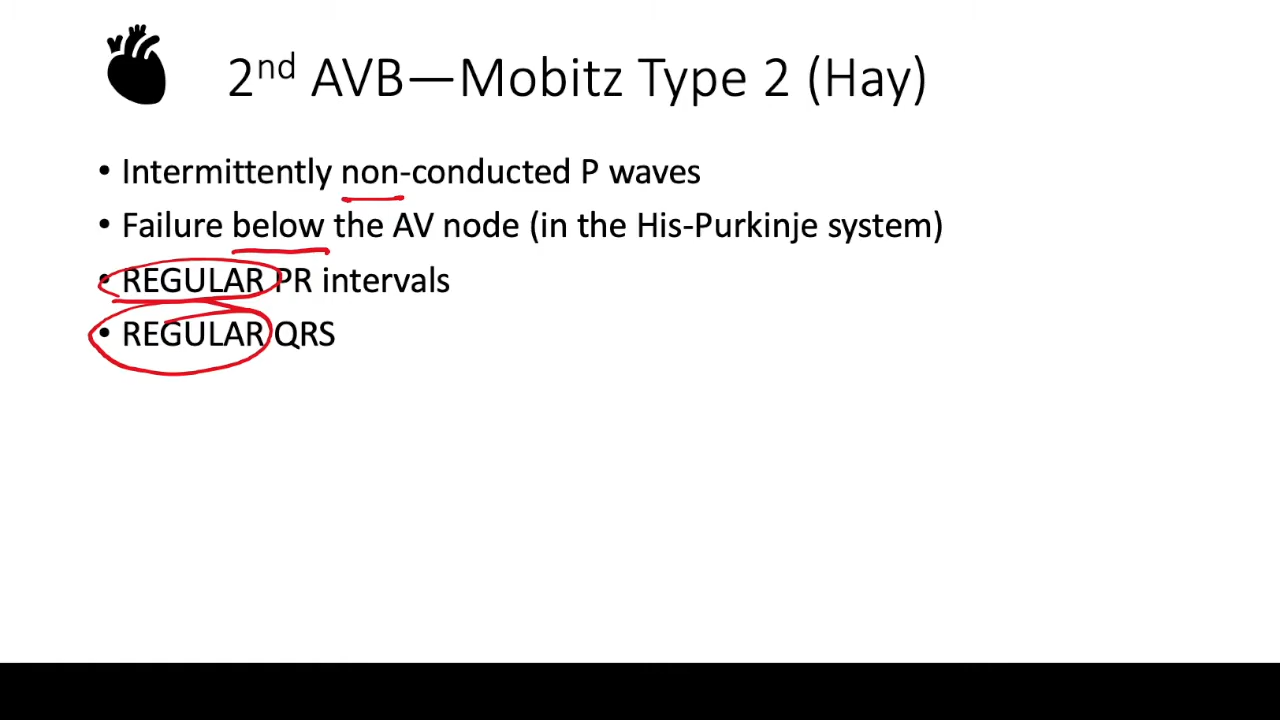 2nd AVB—Mobitz Type 2 (Hay)
• Intermittently non-conducted P waves
• Failure below the AV node (in the His-Purkinje system)
• REGULAR PR intervals
• REGULAR QRS